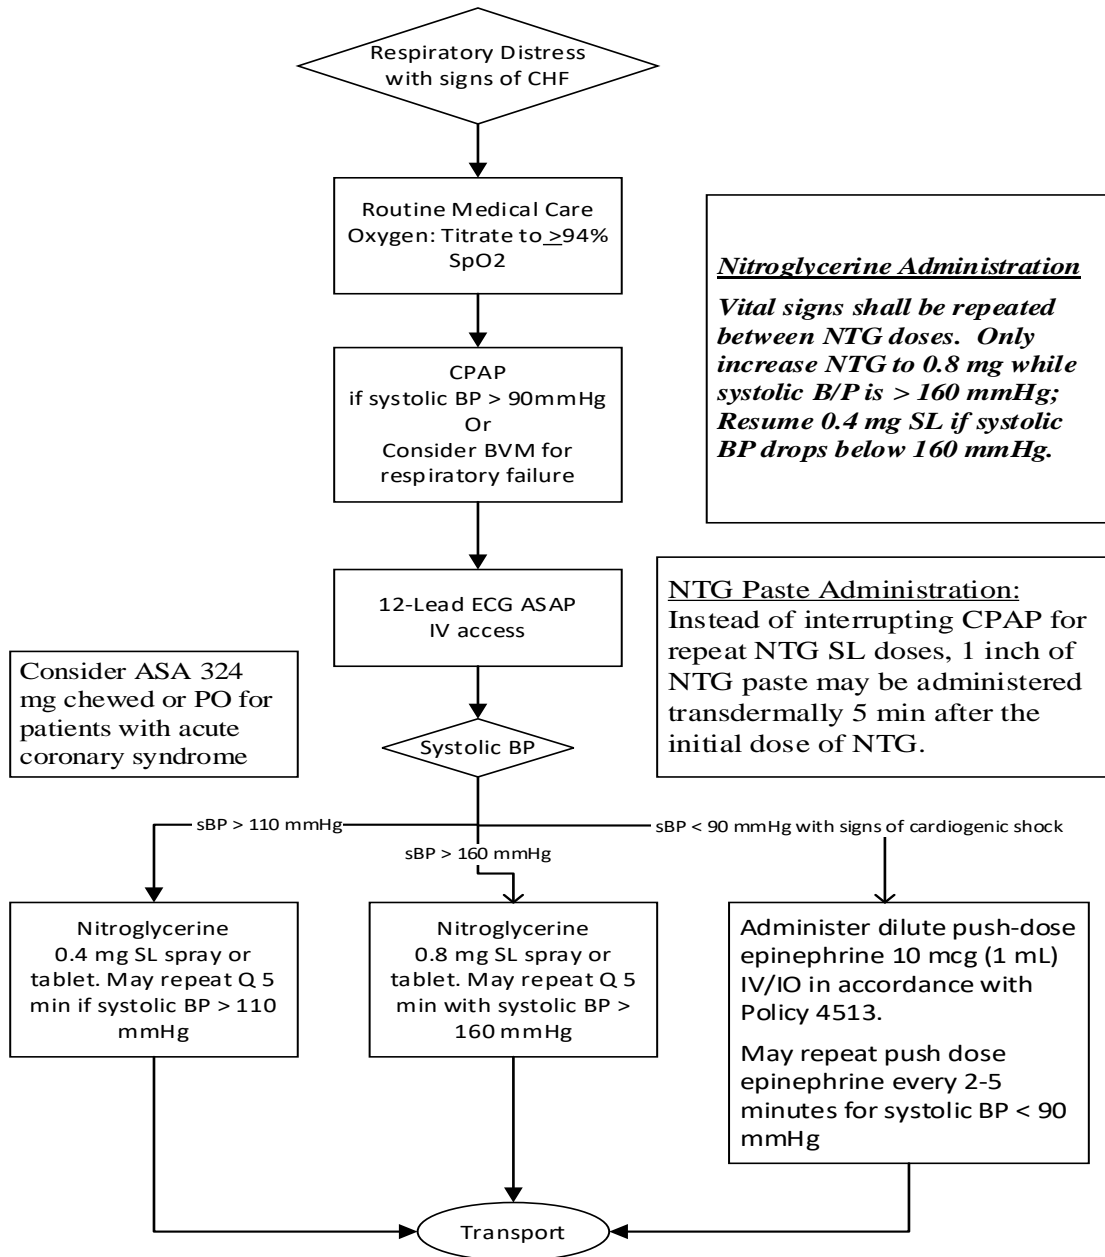 Respiratory Distress
with signs of CHF
Routine Medical Care
Oxygen: Titrate to >94%
SpO2
Nitroglycerine Administration
Vital signs shall be repeated
between NTG doses.  Only
increase NTG to 0.8 mg while
systolic B/P is > 160 mmHg;
Resume 0.4 mg SL if systolic
BP drops below 160 mmHg.
CPAP
if systolic BP > 90mmHg
Or
Consider BVM for
respiratory failure
12-Lead ECG ASAP
IV access
NTG Paste Administration:
Instead of interrupting CPAP for
repeat NTG SL doses, 1 inch of
NTG paste may be administered
transdermally 5 min after the
initial dose of NTG.
Consider ASA 324
mg chewed or PO for
patients with acute
coronary syndrome
Systolic BP
sBP > 110 mmHg
sBP > 160 mmHg
sBP < 90 mmHg with signs of cardiogenic shock
Nitroglycerine
0.4 mg SL spray or
tablet. May repeat Q 5
min if systolic BP > 110
mmHg
Nitroglycerine
0.8 mg SL spray or
tablet. May repeat Q 5
min with systolic BP >
160 mmHg
Administer dilute push-dose
epinephrine 10 mcg (1 mL)
IV/IO in accordance with
Policy 4513.
May repeat push dose
epinephrine every 2-5
minutes for systolic BP < 90
mmHg
Transport